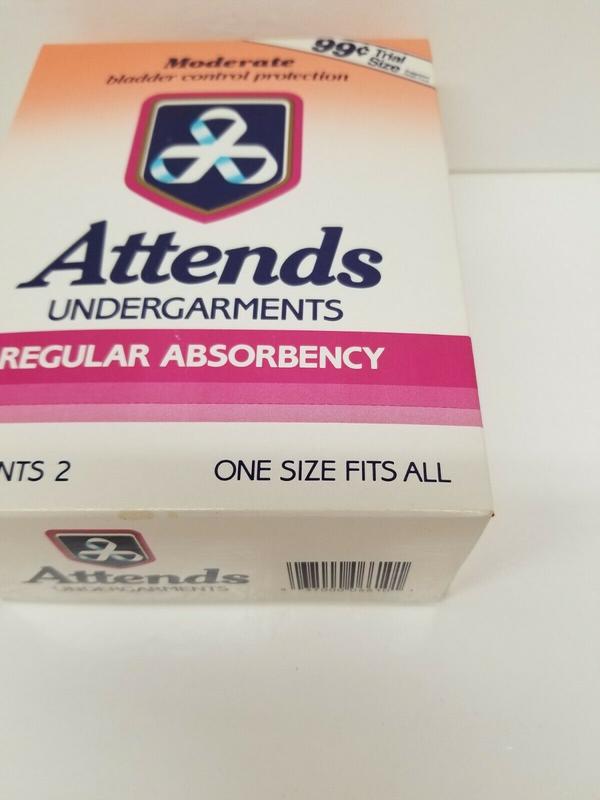 99¢ Trial
Size
Moderate
bladder control protection
Attends
UNDERGARMENTS
REGULAR ABSORBENCY
NTS 2 ONE SIZE FITS ALL
Attends
UNDERGARMENTS